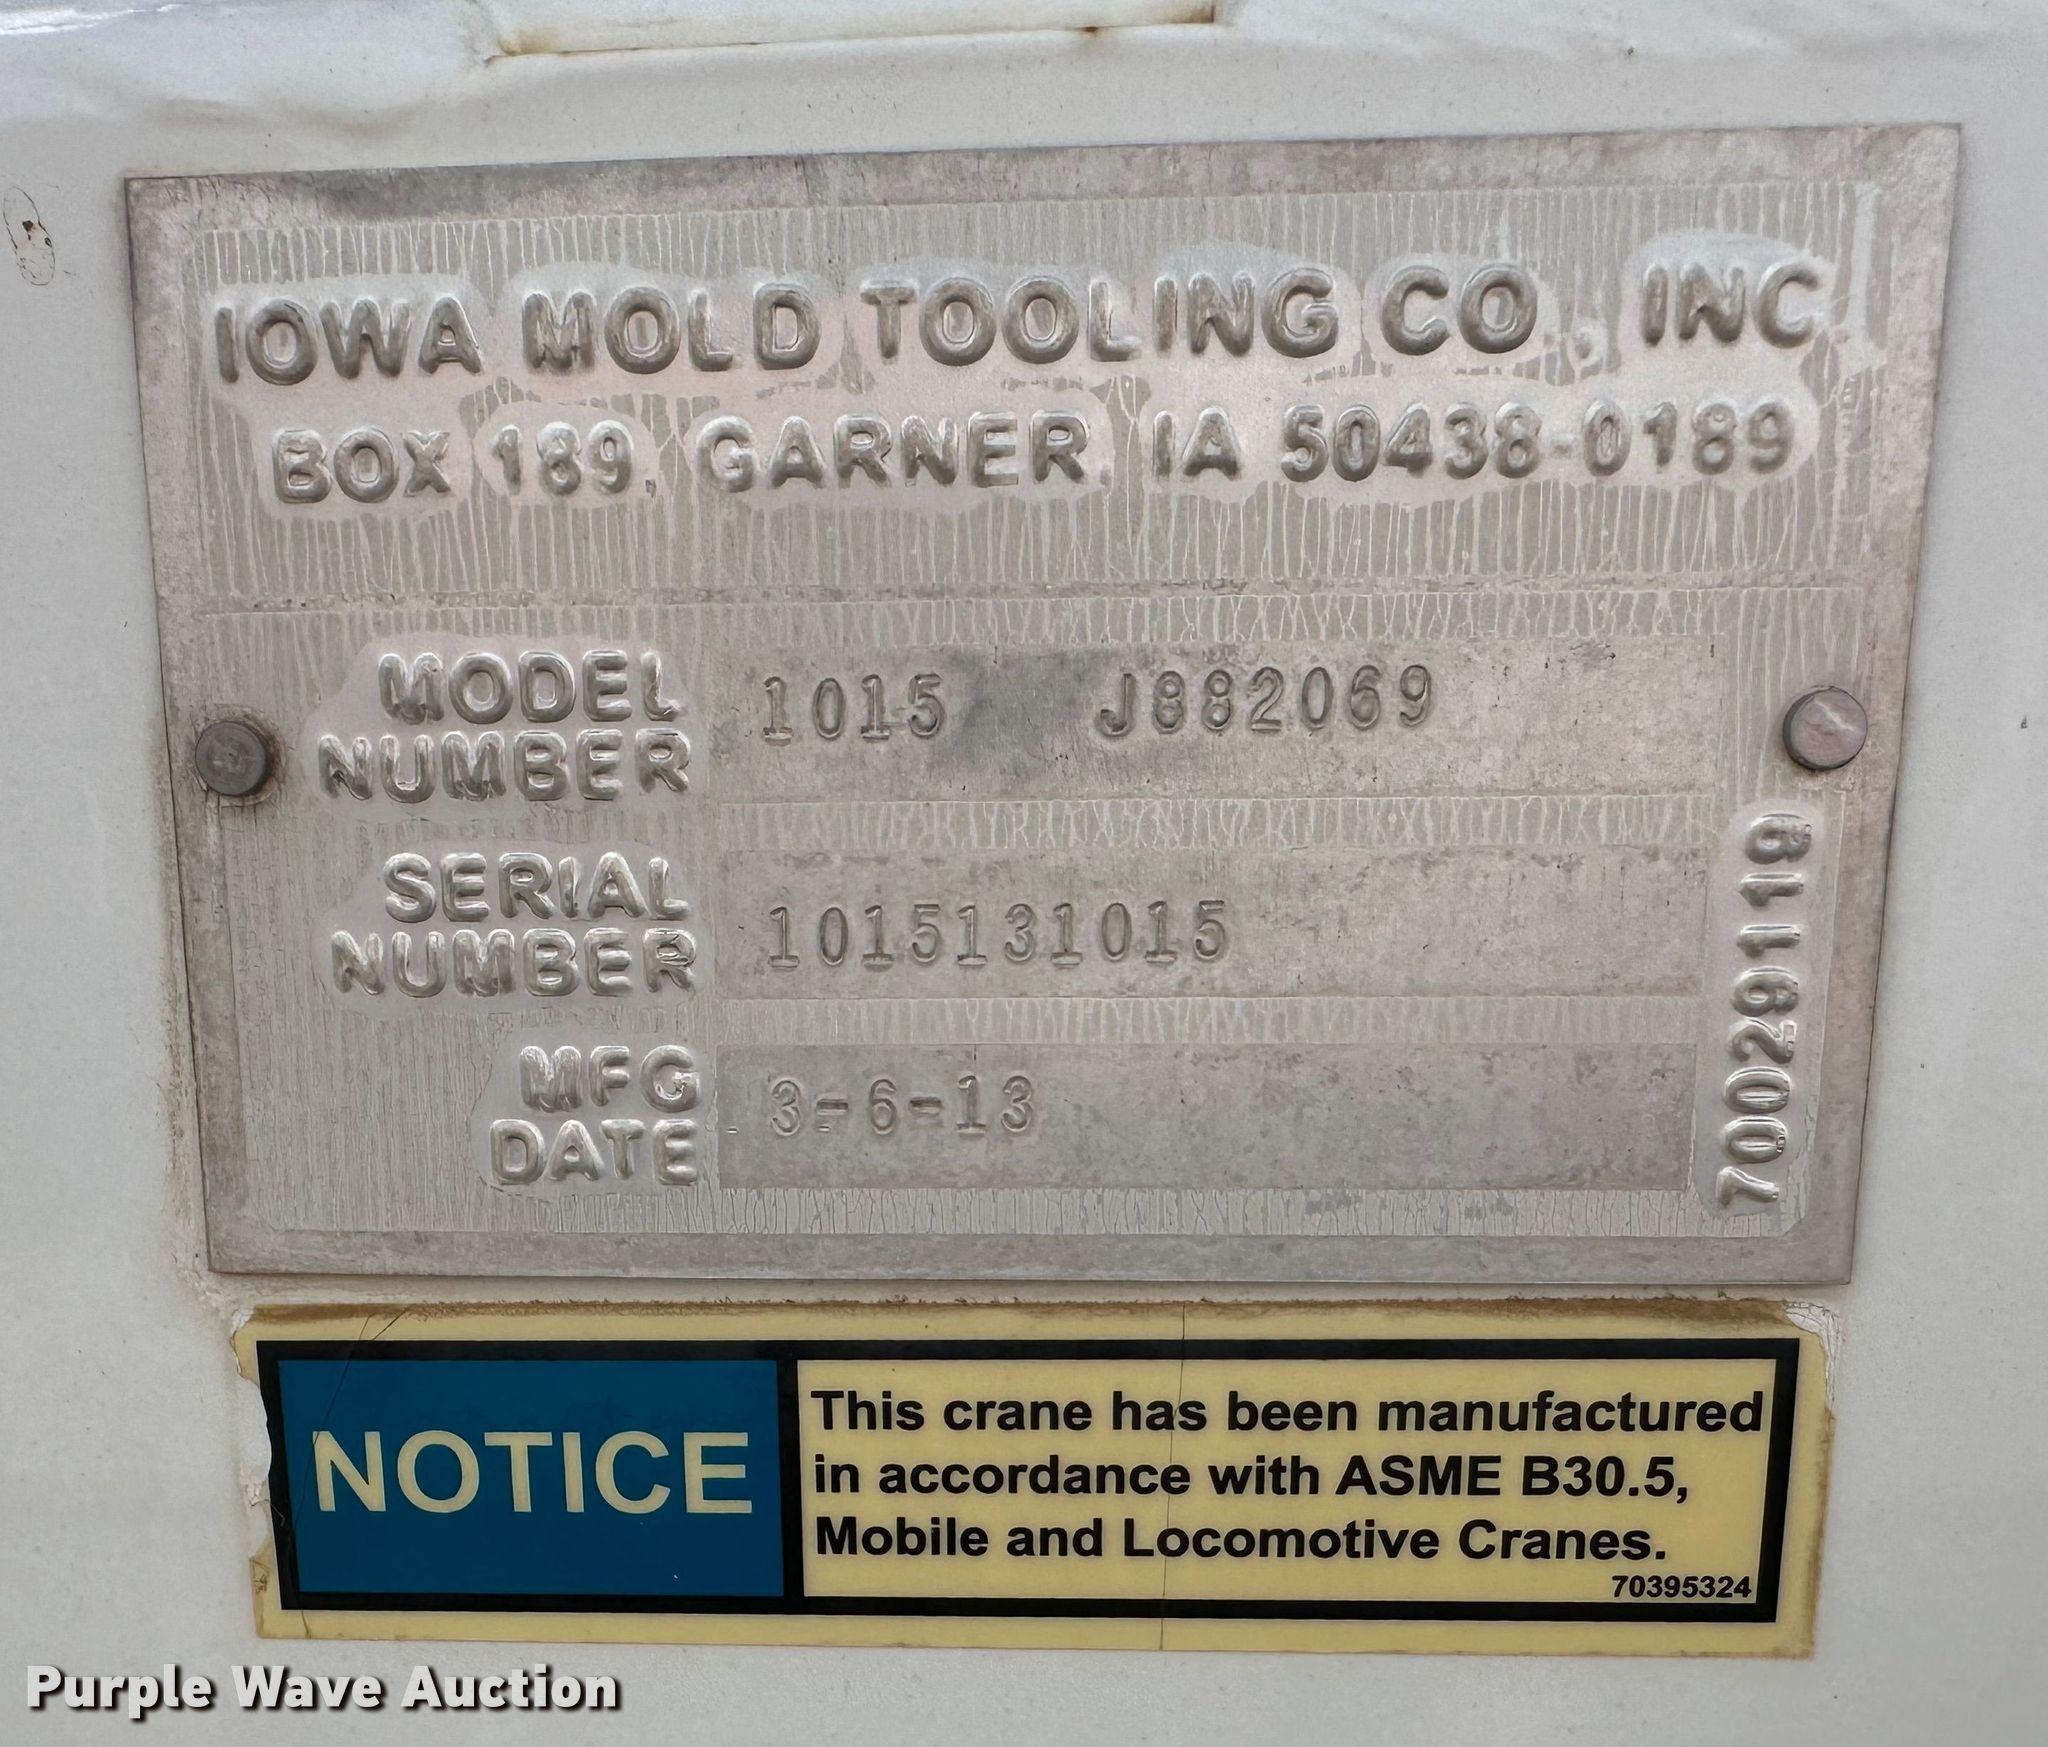 IOWA MOLD TOOLING CO., INC.
BOX 189, GARNER, IA 50438-0189
MODEL NUMBER 1015 J882069
SERIAL NUMBER 1015131015
MFG DATE 3-6-13
70029119
NOTICE
This crane has been manufactured
in accordance with ASME B30.5,
Mobile and Locomotive Cranes.
70395324
Purple Wave Auction